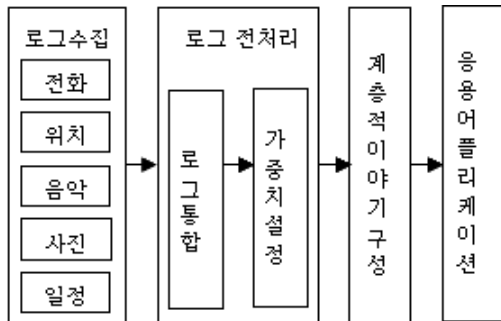 로그수집
전화
위치
음악
사진
일정
로그 전처리
로그통합
가중치설정
계층적이야기구성
응용어플리케이션